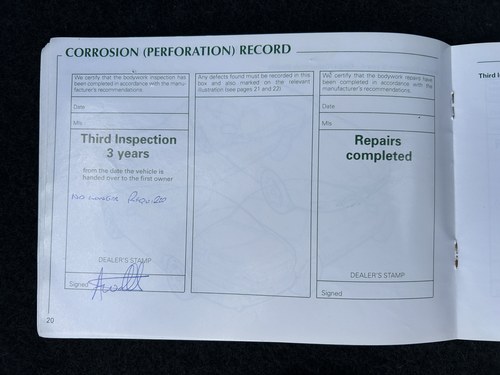 CORROSION (PERFORATION) RECORD
We certify that the bodywork inspection has
been completed in accordance with the manu-
facturer's recommendations.
Date
Mls
Third Inspection
3 years
from the date the vehicle is
handed over to the first owner
REQUIRED
DEALER'S STAMP
Signed
Any defects found must be recorded in this
box and also marked on the relevant
illustration (see pages 21 and 22).
We certify that the bodywork repairs have
been completed in accordance with the
manufacturer's recommendations.
Date
Mls
Repairs
completed
DEALER'S STAMP
Signed
20
Third I